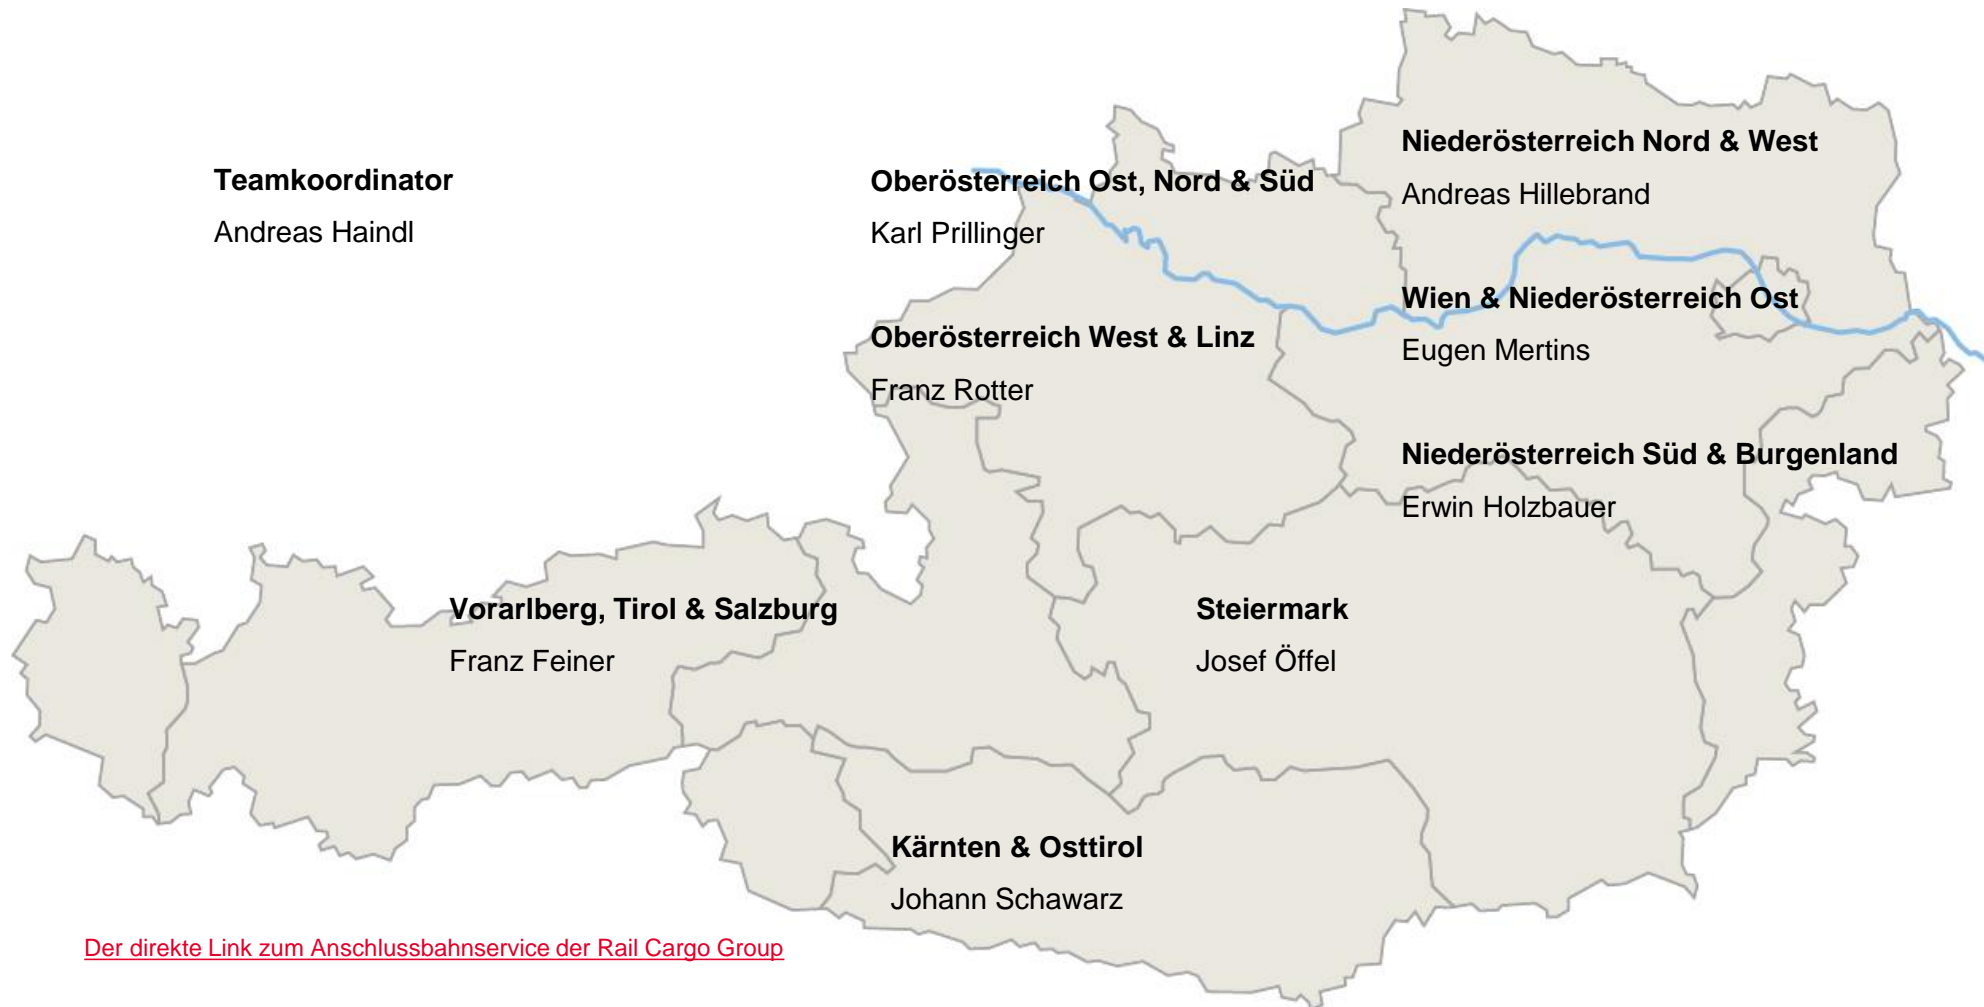 Teamkoordinator
Andreas Haindl
Oberösterreich Ost, Nord & Süd
Karl Prillinger
Niederösterreich Nord & West
Andreas Hillebrand
Oberösterreich West & Linz
Franz Rotter
Wien & Niederösterreich Ost
Eugen Mertins
Niederösterreich Süd & Burgenland
Erwin Holzbauer
Vorarlberg, Tirol & Salzburg
Franz Feiner
Steiermark
Josef Öffel
Kärnten & Osttirol
Johann Schawarz
Der direkte Link zum Anschlussbahnservice der Rail Cargo Group